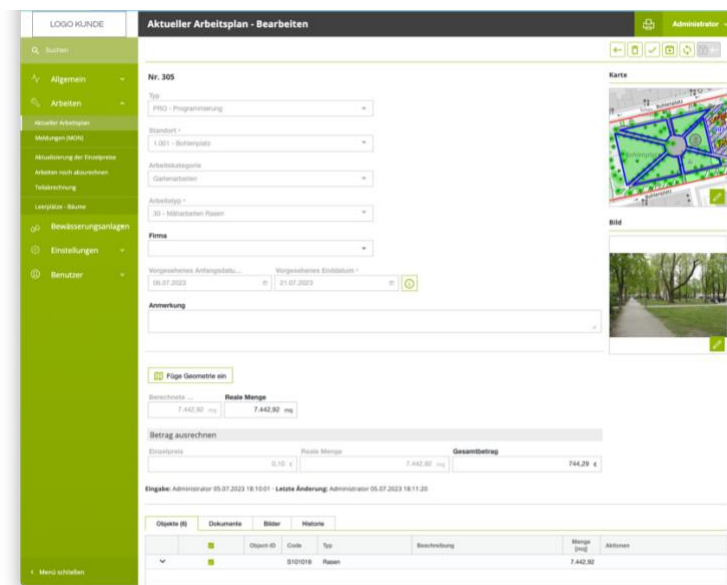 LOGO KUNDE
Aktueller Arbeitsplan - Bearbeiten
Administrator
Suchen
Allgemein
Arbeiten
Aktueller Arbeitsplan
Meldungen (MON)
Aktualisierung der Einzelpreise
Arbeiten noch abzurechnen
Teilabrechnung
Leerplätze - Bäume
Bewässerungsanlagen
Einstellungen
Benutzer
Menü schließen
Nr. 305
Typ
PRO - Programmierung
Standort *
1.001 - Bohlenplatz
Arbeitskategorie
Gartenarbeiten
Arbeitstyp *
30 - Mäharbeiten Rasen
Firma
Vorgesehenes Anfangsdatu... Vorgesehenes Enddatum *
06.07.2023 21.07.2023
Anmerkung
Füge Geometrie ein
Berechnete ... Reale Menge
7.442,92 mq 7.442,92 mq
Betrag ausrechnen
Einzelpreis Reale Menge Gesamtbetrag
0,10 € 7.442,92 mq 744,29 €
Eingabe: Administrator 05.07.2023 18:10:01 - Letzte Änderung: Administrator 05.07.2023 18:11:20
Objekte (6) Dokumente Bilder Historie
Object-ID Code Typ Beschreibung Menge [mq] Aktionen
S101016 Rasen 7.442,92
Karte
Bohlenplatz
Bohlenplatz
Bohlenplatz
Bild